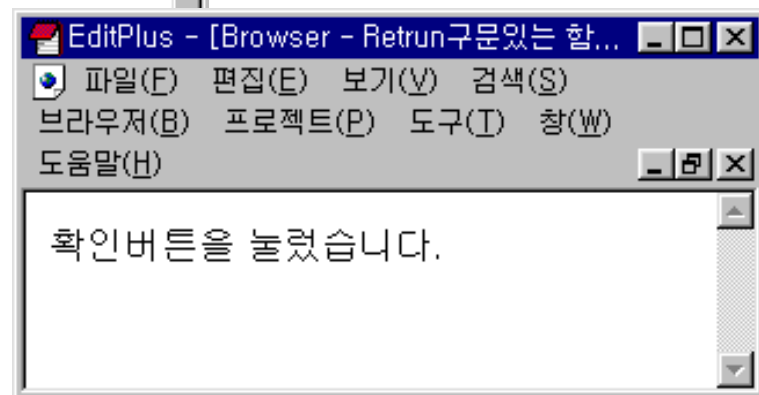 EditPlus - [Browser - Retrun구문있는 함...
파일(F) 편집(E) 보기(V) 검색(S)
브라우저(B) 프로젝트(P) 도구(T) 창(W)
도움말(H)
확인버튼을 눌렀습니다.